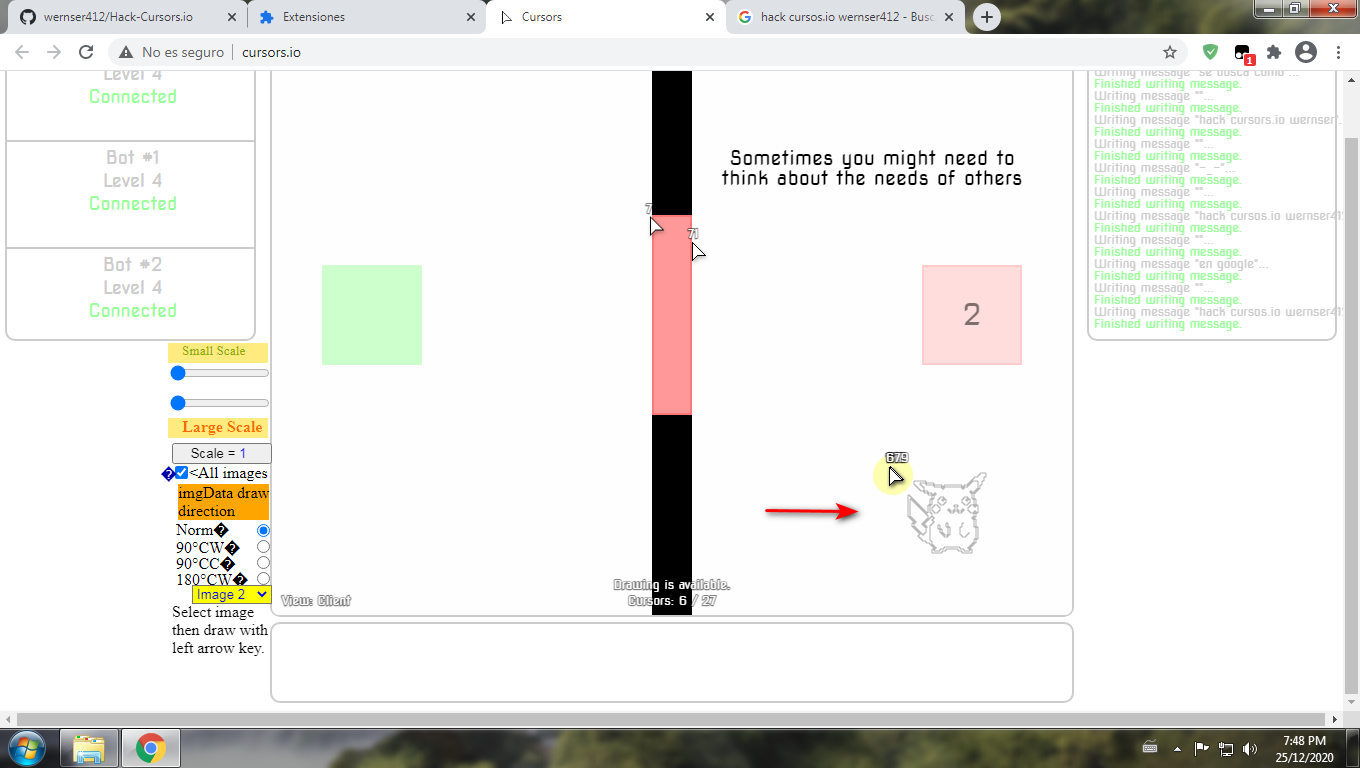 wernser412/Hack-Cursors.io
Extensiones
Cursors
hack cursos.io wernser412 - Busc
No es seguro
cursors.io
1
Level 4
Connected
Bot #1
Level 4
Connected
Bot #2
Level 4
Connected
Small Scale
Large Scale
Scale = 1
<All images
imgData draw
direction
Norm�
90°CW�
90°CC�
180°CW�
Image 2
Select image
then draw with
left arrow key.
Sometimes you might need to
think about the needs of others
7
71
2
679
Drawing is available.
Cursors: 6 / 27
View: Client
Writing message "se busca como"...
Finished writing message.
Writing message ""...
Finished writing message.
Writing message "hack cursors.io wernser".
Finished writing message.
Writing message ""...
Finished writing message.
Writing message "-_-"...
Finished writing message.
Writing message ""...
Finished writing message.
Writing message "hack cursos.io wernser41
Finished writing message.
Writing message ""...
Finished writing message.
Writing message "en google"...
Finished writing message.
Writing message ""...
Finished writing message.
Writing message "hack cursos.io wernser41
Finished writing message.
7:48 PM
25/12/2020